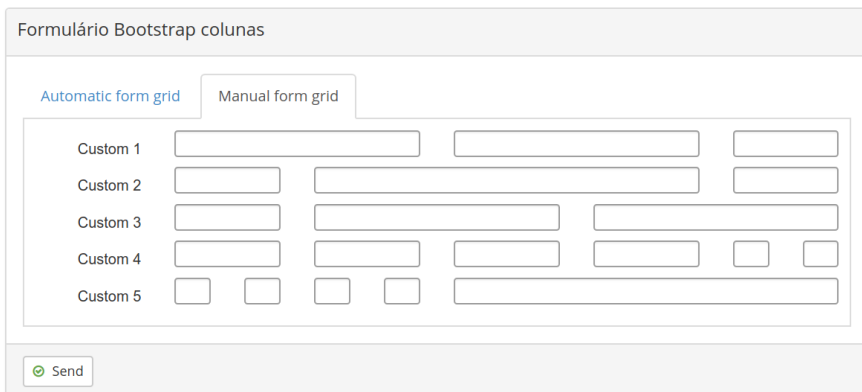 Formulário Bootstrap colunas
Automatic form grid Manual form grid
Custom 1
Custom 2
Custom 3
Custom 4
Custom 5
Send